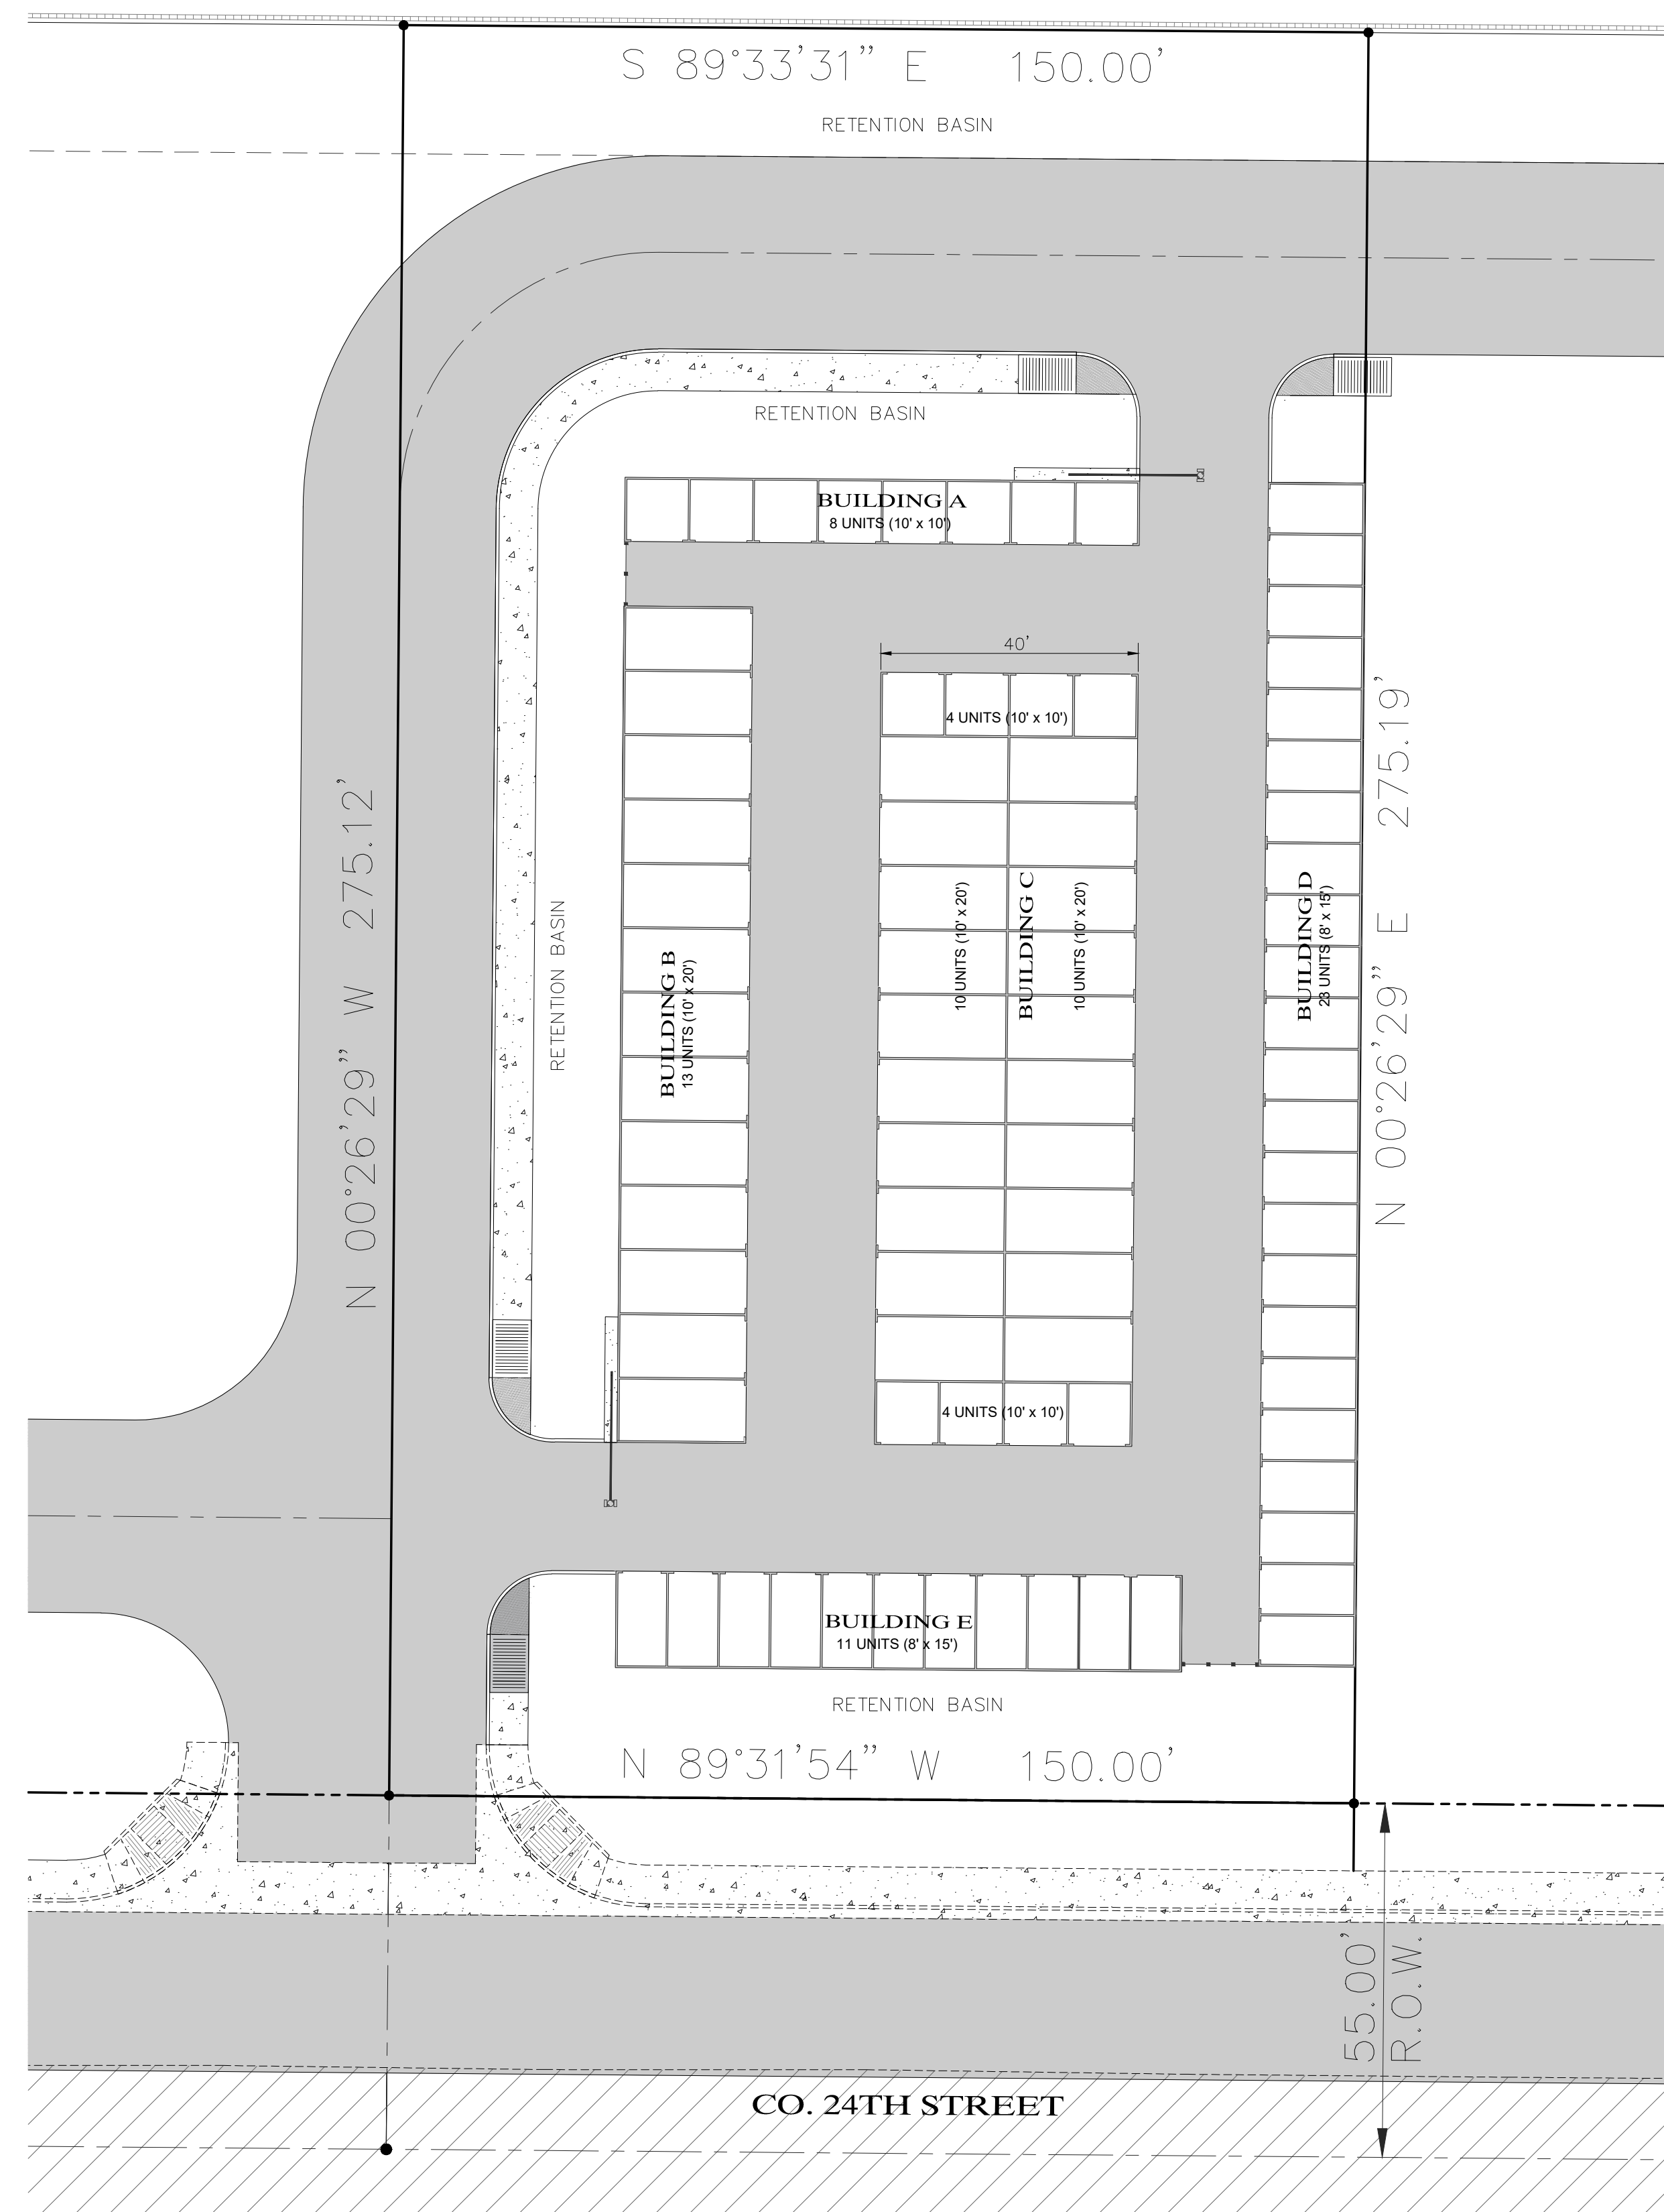 S 89°33'31" E 150.00'
RETENTION BASIN
RETENTION BASIN
BUILDING A
8 UNITS (10' x 10')
40'
4 UNITS (10' x 10')
N 00°26'29" W 275.12'
RETENTION BASIN
BUILDING B
13 UNITS (10' x 20')
10 UNITS (10' x 20')
BUILDING C
10 UNITS (10' x 20')
BUILDING D
23 UNITS (8' x 15')
N 00°26'29" E 275.19'
4 UNITS (10' x 10')
BUILDING E
11 UNITS (8' x 15')
RETENTION BASIN
N 89°31'54" W 150.00'
55.00'
R.O.W.
CO. 24TH STREET